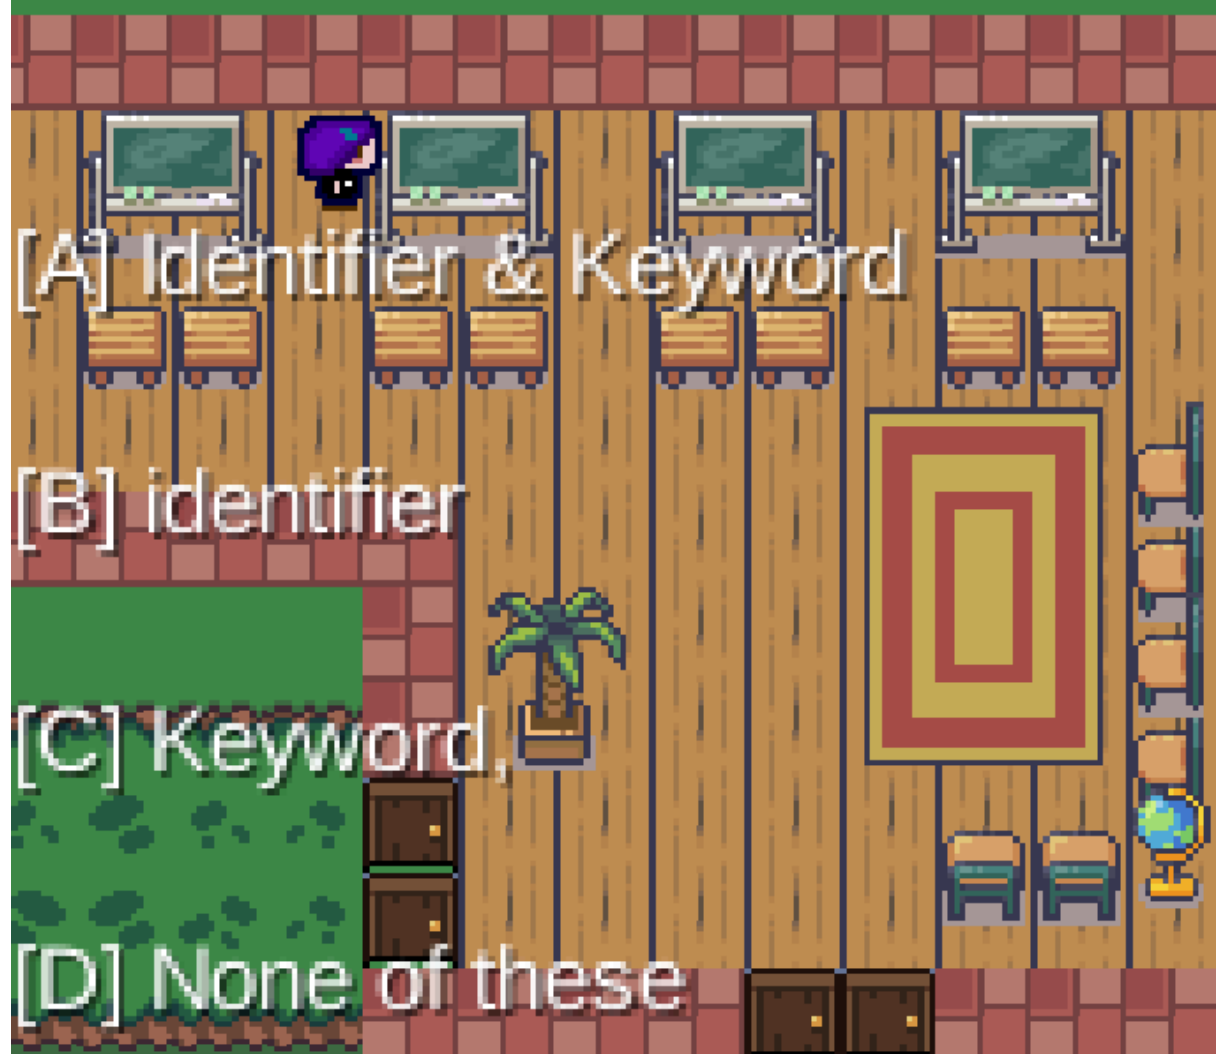 [A] Identifier & Keyword
[B] identifier
[C] Keyword,
[D] None of these